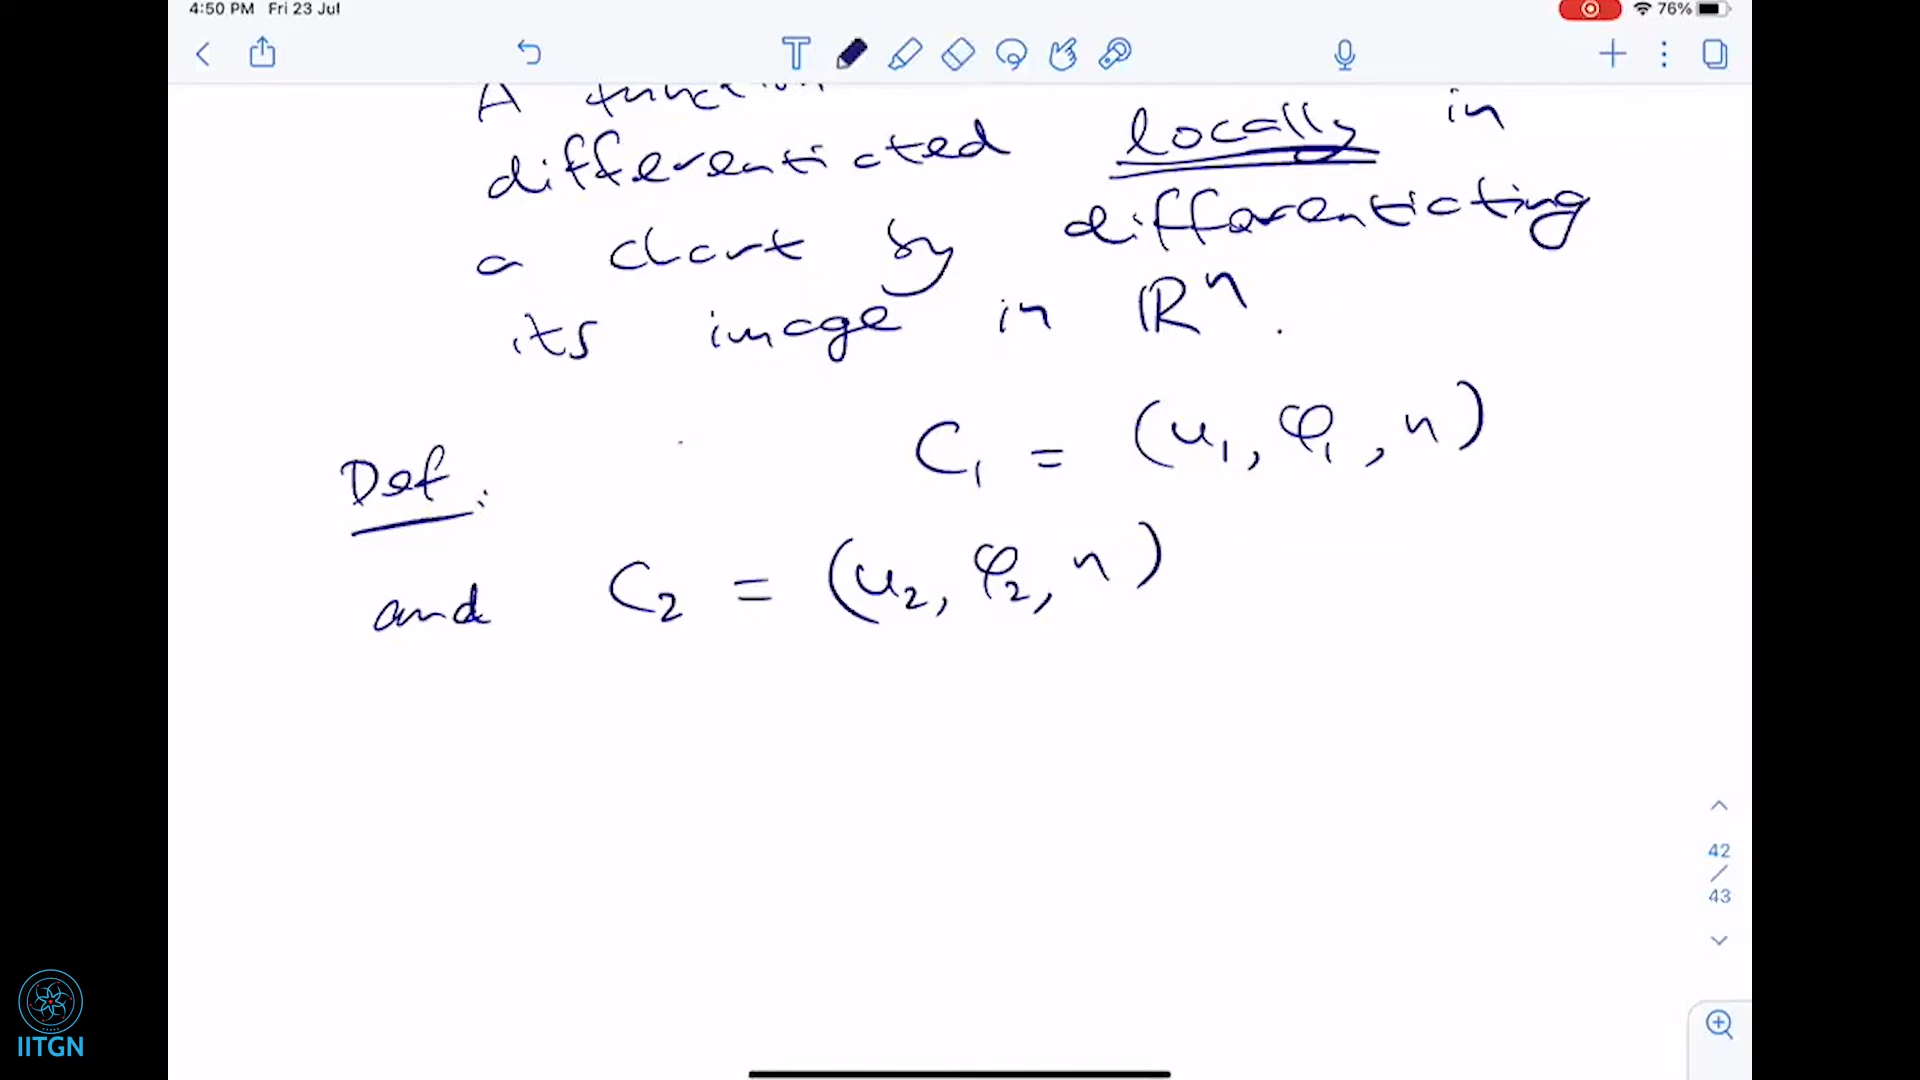 4:50 PM Fri 23 Jul 76%
T
A function
differentiated locally in
a chart by differentiating
its image in ℝⁿ.
Def: C₁ = (u₁, φ₁, n)
and C₂ = (u₂, φ₂, n)
42
/
43
IITGN